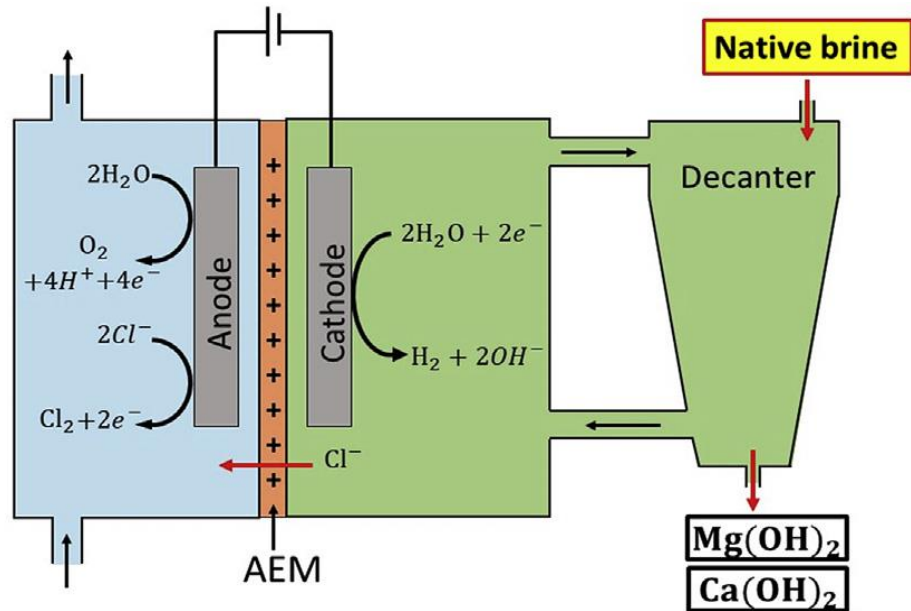 Native brine
Decanter
2H₂O
O₂
+4H⁺+4e⁻
2Cl⁻
Cl₂+2e⁻
Anode
+
+
+
+
+
+
+
+
+
+
+
Cathode
2H₂O + 2e⁻
H₂ + 2OH⁻
Cl⁻
AEM
Mg(OH)₂
Ca(OH)₂